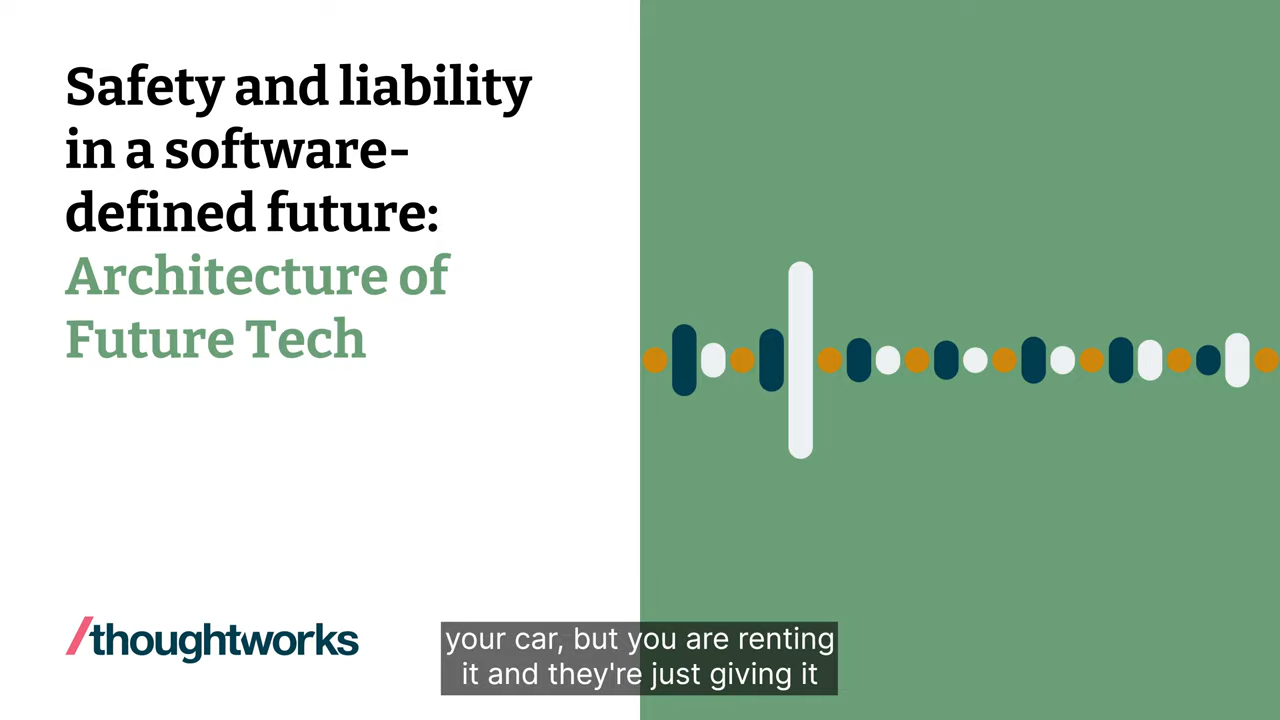 Safety and liability
in a software-
defined future:
Architecture of
Future Tech
/thoughtworks
your car, but you are renting
it and they're just giving it